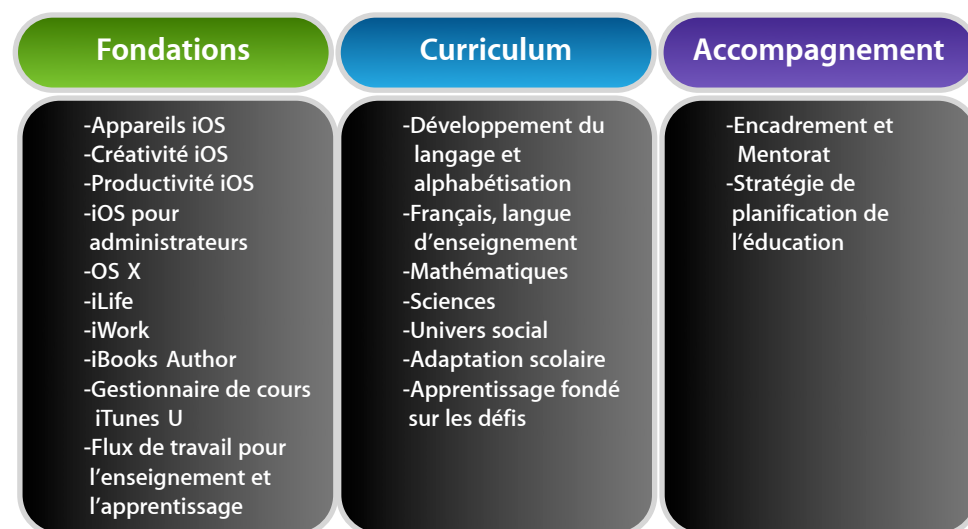 Fondations
-Appareils iOS
-Créativité iOS
-Productivité iOS
-iOS pour
administrateurs
-OS X
-iLife
-iWork
-iBooks Author
-Gestionnaire de cours
iTunes U
-Flux de travail pour
l'enseignement et
l'apprentissage
Curriculum
-Développement du
langage et
alphabétisation
-Français, langue
d'enseignement
-Mathématiques
-Sciences
-Univers social
-Adaptation scolaire
-Apprentissage fondé
sur les défis
Accompagnement
-Encadrement et
Mentorat
-Stratégie de
planification de
l'éducation